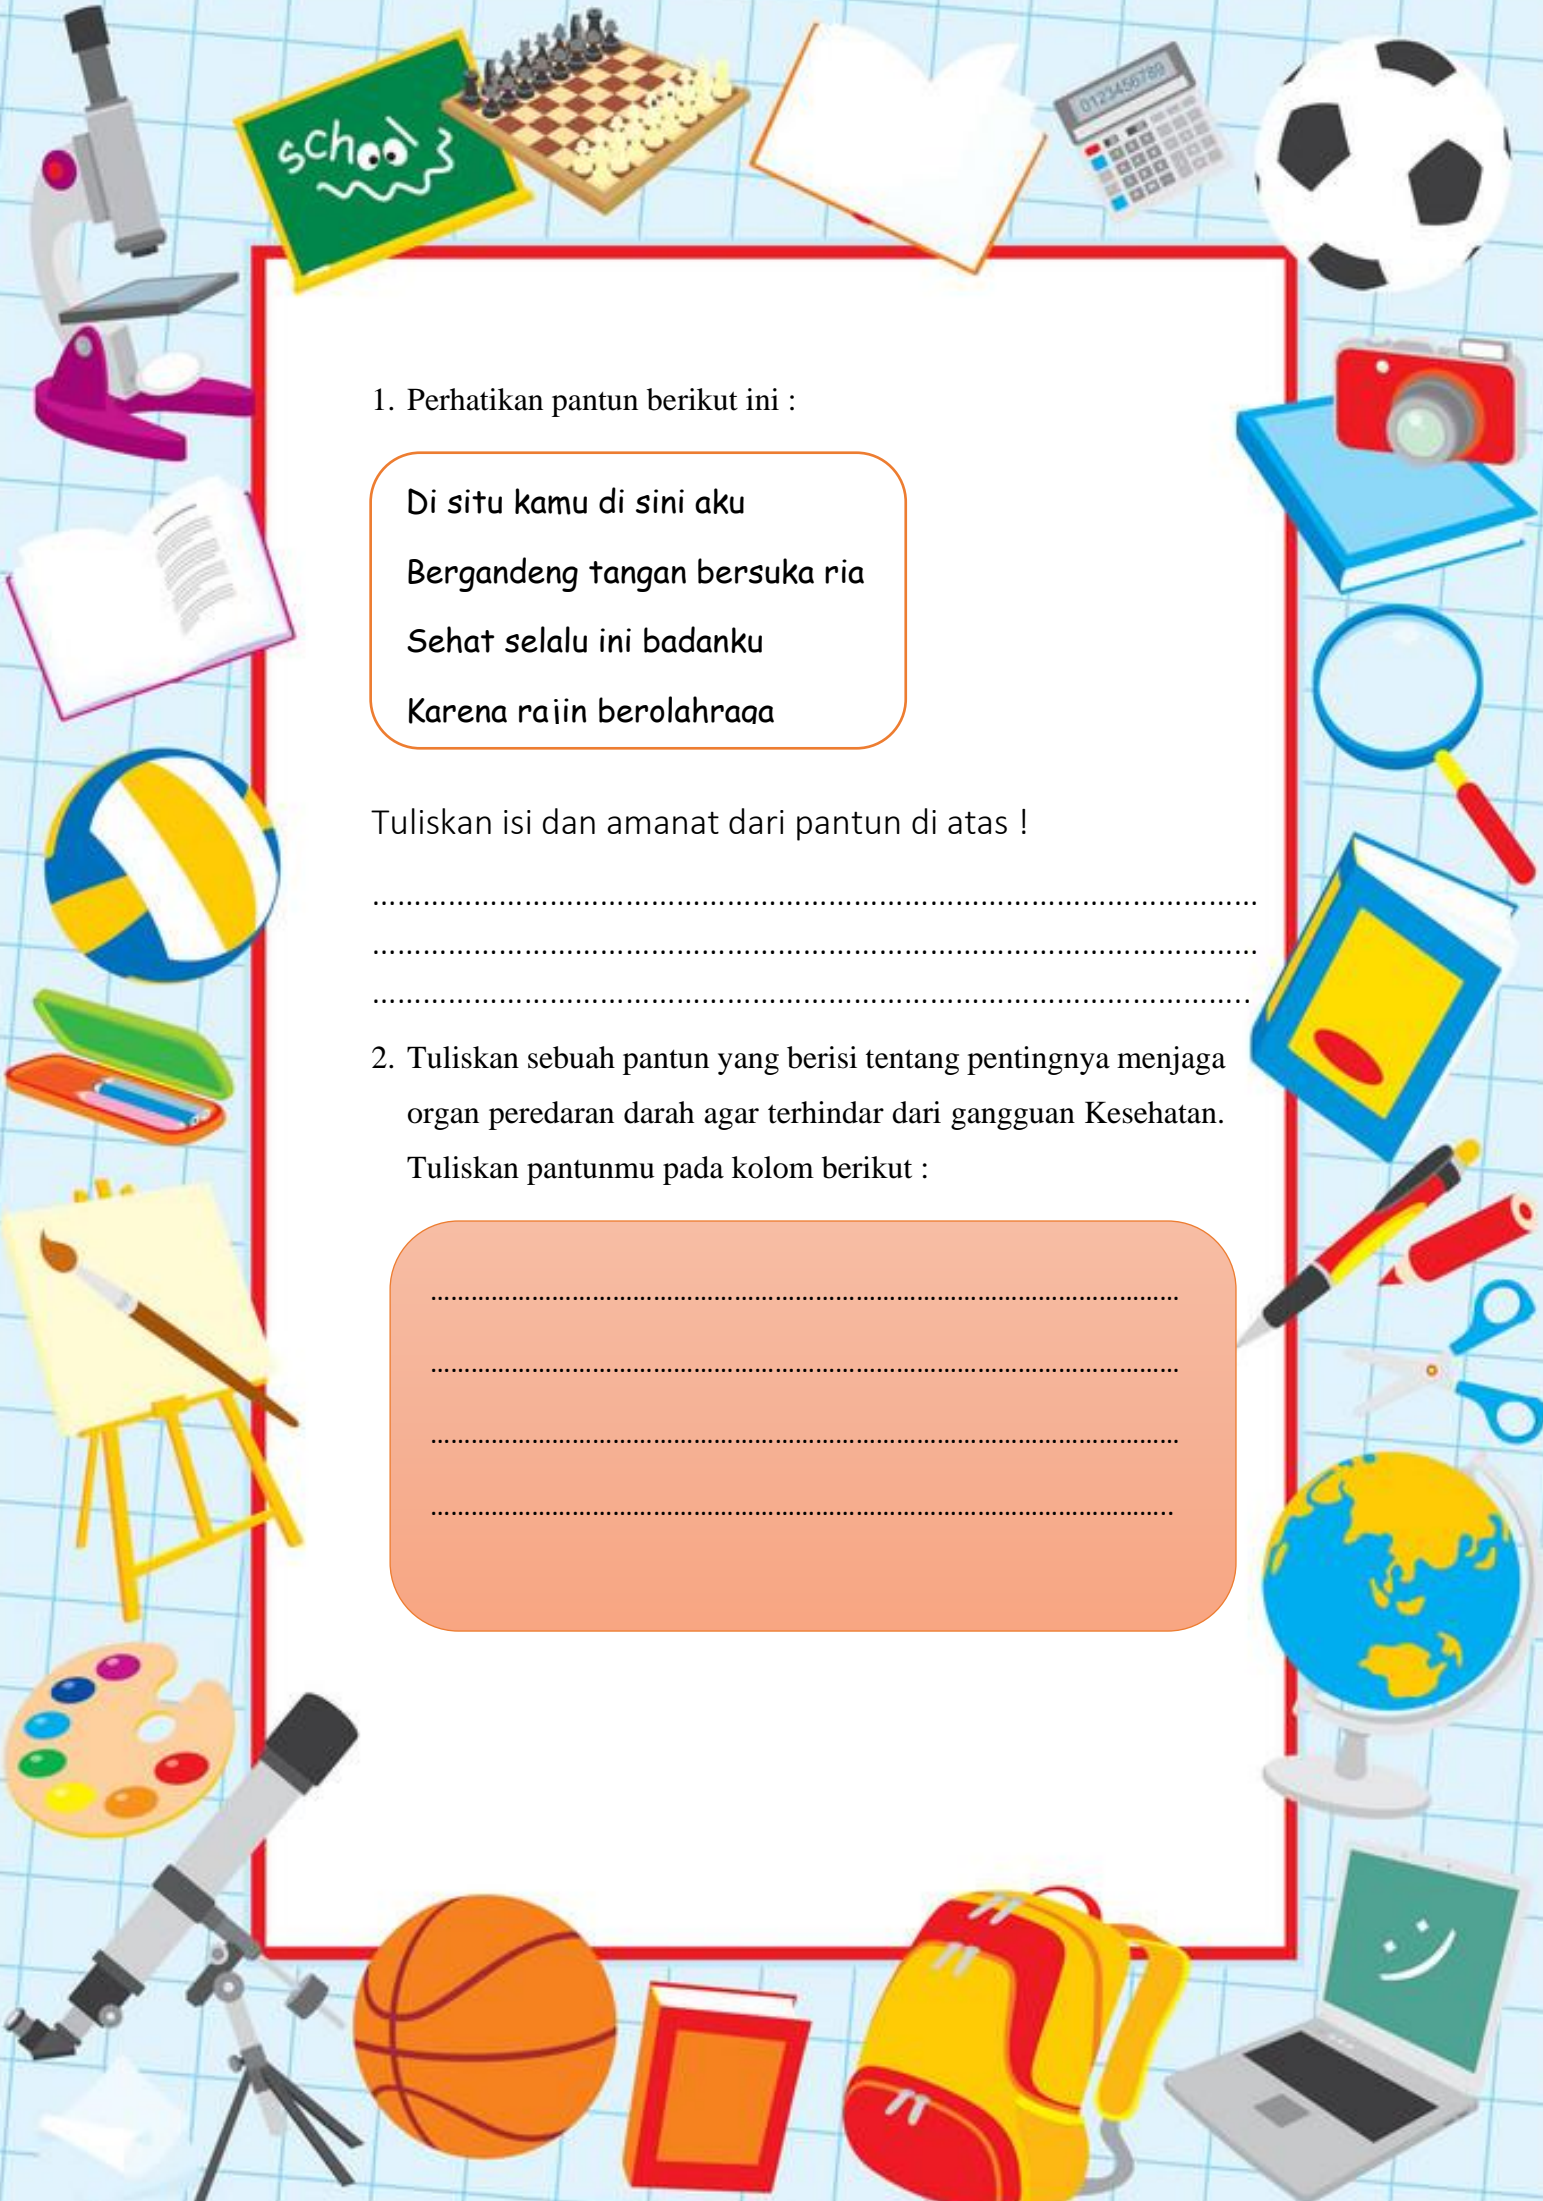 school
0123456789
1. Perhatikan pantun berikut ini :
Di situ kamu di sini aku
Bergandeng tangan bersuka ria
Sehat selalu ini badanku
Karena rajin berolahraga
Tuliskan isi dan amanat dari pantun di atas !
................................................................................
................................................................................
................................................................................
2. Tuliskan sebuah pantun yang berisi tentang pentingnya menjaga
organ peredaran darah agar terhindar dari gangguan Kesehatan.
Tuliskan pantunmu pada kolom berikut :
................................................................................
................................................................................
................................................................................
................................................................................